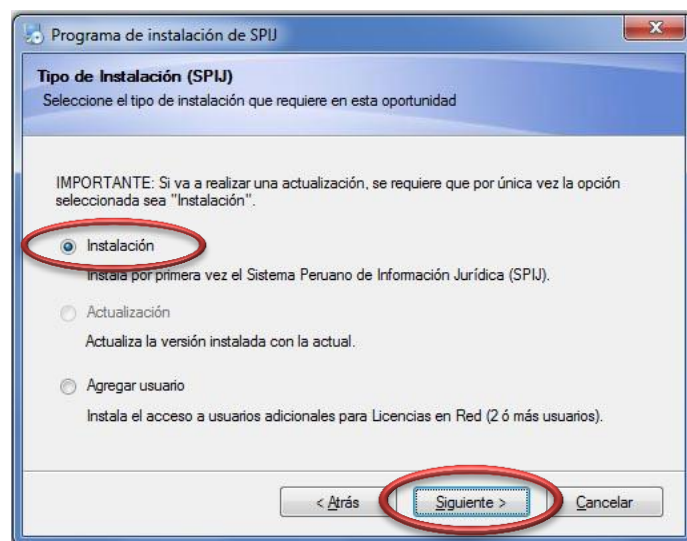 Programa de instalación de SPIJ
Tipo de Instalación (SPIJ)
Seleccione el tipo de instalación que requiere en esta oportunidad
IMPORTANTE: Si va a realizar una actualización, se requiere que por única vez la opción
seleccionada sea "Instalación".
Instalación
Instala por primera vez el Sistema Peruano de Información Jurídica (SPIJ).
Actualización
Actualiza la versión instalada con la actual.
Agregar usuario
Instala el acceso a usuarios adicionales para Licencias en Red (2 ó más usuarios).
< Atrás Siguiente > Cancelar